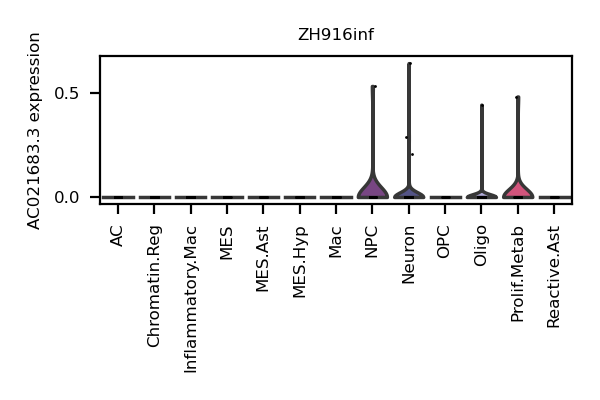 ZH916inf
AC021683.3 expression
0.5
0.0
AC
Chromatin.Reg
Inflammatory.Mac
MES
MES.Ast
MES.Hyp
Mac
NPC
Neuron
OPC
Oligo
Prolif.Metab
Reactive.Ast